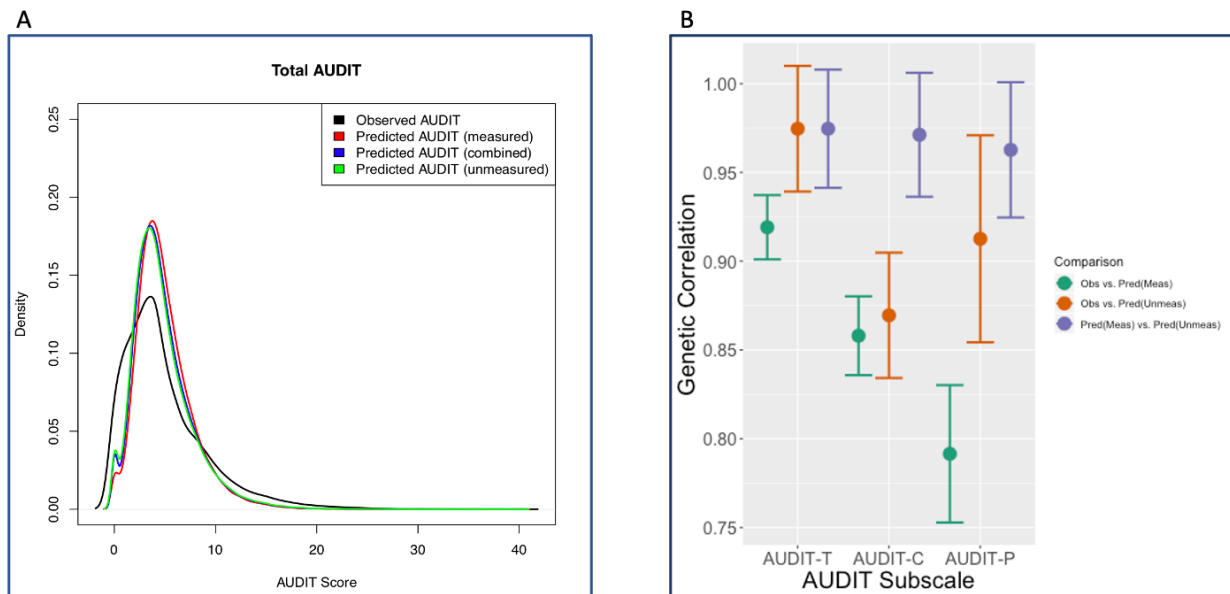 A
Total AUDIT
Observed AUDIT
Predicted AUDIT (measured)
Predicted AUDIT (combined)
Predicted AUDIT (unmeasured)
Density
0.25
0.20
0.15
0.10
0.05
0.00
0 10 20 30 40
AUDIT Score
B
Genetic Correlation
1.00
0.95
0.90
0.85
0.80
0.75
AUDIT-T AUDIT-C AUDIT-P
AUDIT Subscale
Comparison
Obs vs. Pred(Meas)
Obs vs. Pred(Unmeas)
Pred(Meas) vs. Pred(Unmeas)